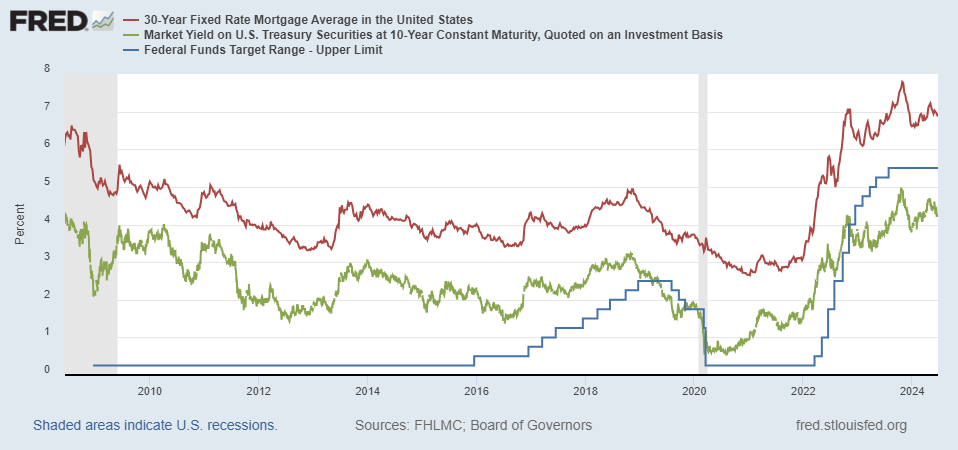 FRED
30-Year Fixed Rate Mortgage Average in the United States
Market Yield on U.S. Treasury Securities at 10-Year Constant Maturity, Quoted on an Investment Basis
Federal Funds Target Range - Upper Limit
8
7
6
5
4
3
2
1
0
Percent
2010 2012 2014 2016 2018 2020 2022 2024
Shaded areas indicate U.S. recessions. Sources: FHLMC; Board of Governors fred.stlouisfed.org